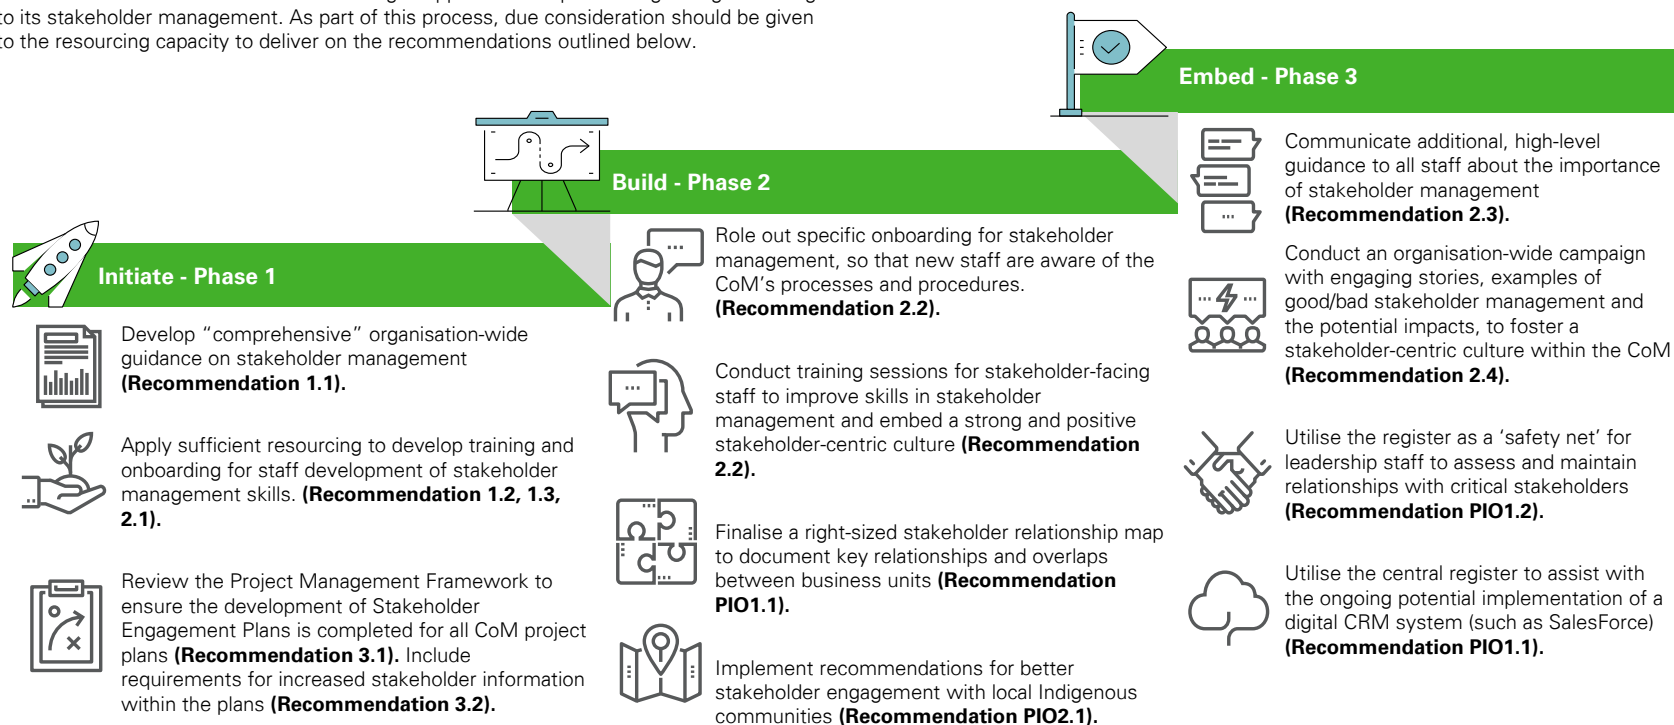 to its stakeholder management. As part of this process, due consideration should be given
to the resourcing capacity to deliver on the recommendations outlined below.
Initiate - Phase 1
Develop “comprehensive” organisation-wide
guidance on stakeholder management
(Recommendation 1.1).
Apply sufficient resourcing to develop training and
onboarding for staff development of stakeholder
management skills. (Recommendation 1.2, 1.3,
2.1).
Review the Project Management Framework to
ensure the development of Stakeholder
Engagement Plans is completed for all CoM project
plans (Recommendation 3.1). Include
requirements for increased stakeholder information
within the plans (Recommendation 3.2).
Build - Phase 2
Role out specific onboarding for stakeholder
management, so that new staff are aware of the
CoM’s processes and procedures.
(Recommendation 2.2).
Conduct training sessions for stakeholder-facing
staff to improve skills in stakeholder
management and embed a strong and positive
stakeholder-centric culture (Recommendation
2.2).
Finalise a right-sized stakeholder relationship map
to document key relationships and overlaps
between business units (Recommendation
PIO1.1).
Implement recommendations for better
stakeholder engagement with local Indigenous
communities (Recommendation PIO2.1).
Embed - Phase 3
Communicate additional, high-level
guidance to all staff about the importance
of stakeholder management
(Recommendation 2.3).
Conduct an organisation-wide campaign
with engaging stories, examples of
good/bad stakeholder management and
the potential impacts, to foster a
stakeholder-centric culture within the CoM
(Recommendation 2.4).
Utilise the register as a ‘safety net’ for
leadership staff to assess and maintain
relationships with critical stakeholders
(Recommendation PIO1.2).
Utilise the central register to assist with
the ongoing potential implementation of a
digital CRM system (such as SalesForce)
(Recommendation PIO1.1).